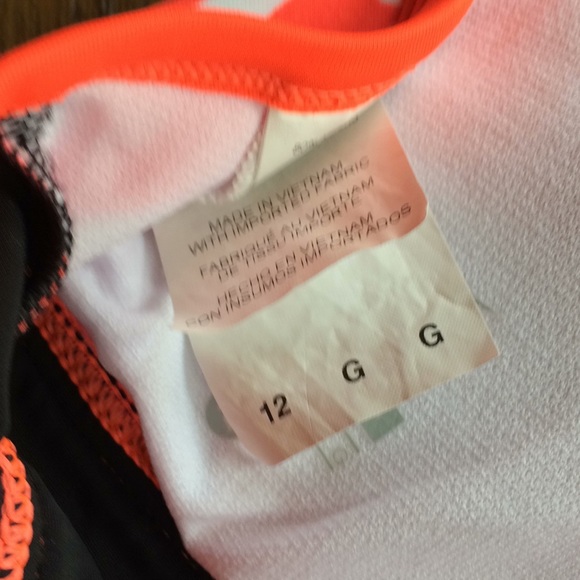 MADE IN VIETNAM
WITH IMPORTED FABRIC
FABRIQUÉ AU VIETNAM
DE TISSU IMPORTÉ
HECHO EN VIETNAM
CON INSUMOS IMPORTADOS
12 G G